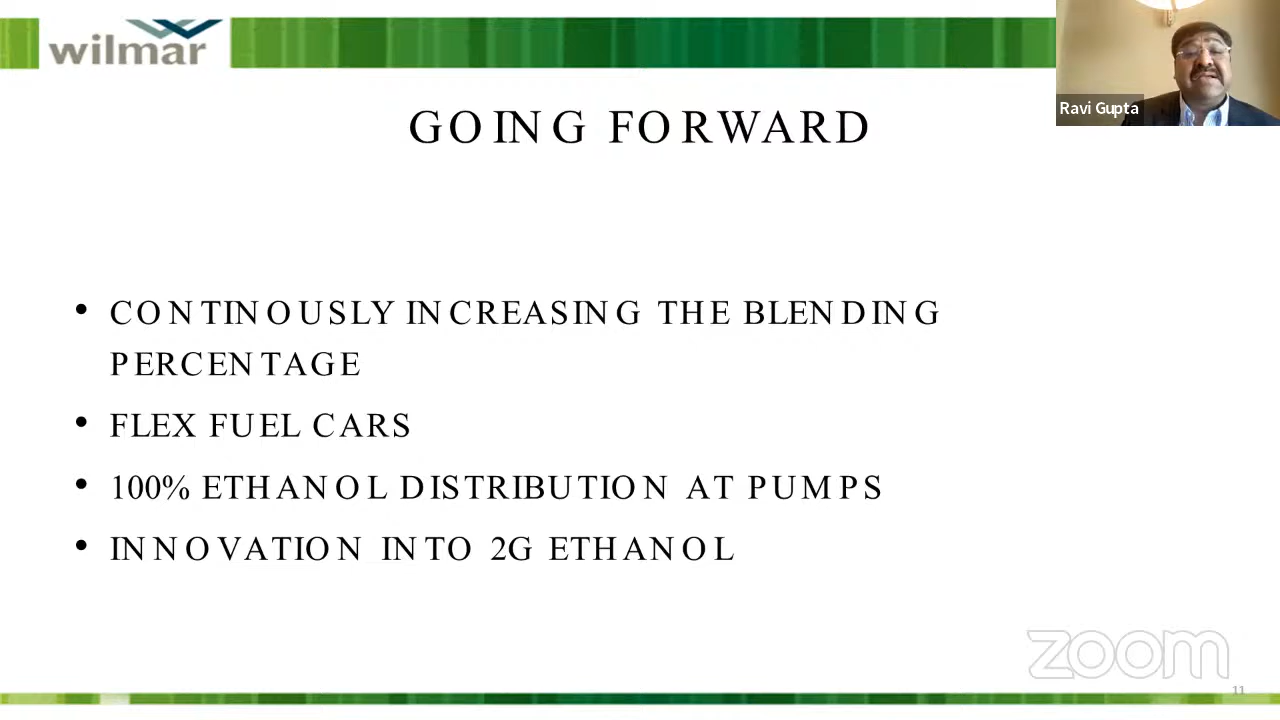 wilmar
Ravi Gupta
GOING FORWARD
• CONTINOUSLY INCREASING THE BLENDING
PERCENTAGE
• FLEX FUEL CARS
• 100% ETHANOL DISTRIBUTION AT PUMPS
• INNOVATION INTO 2G ETHANOL
zoom
11